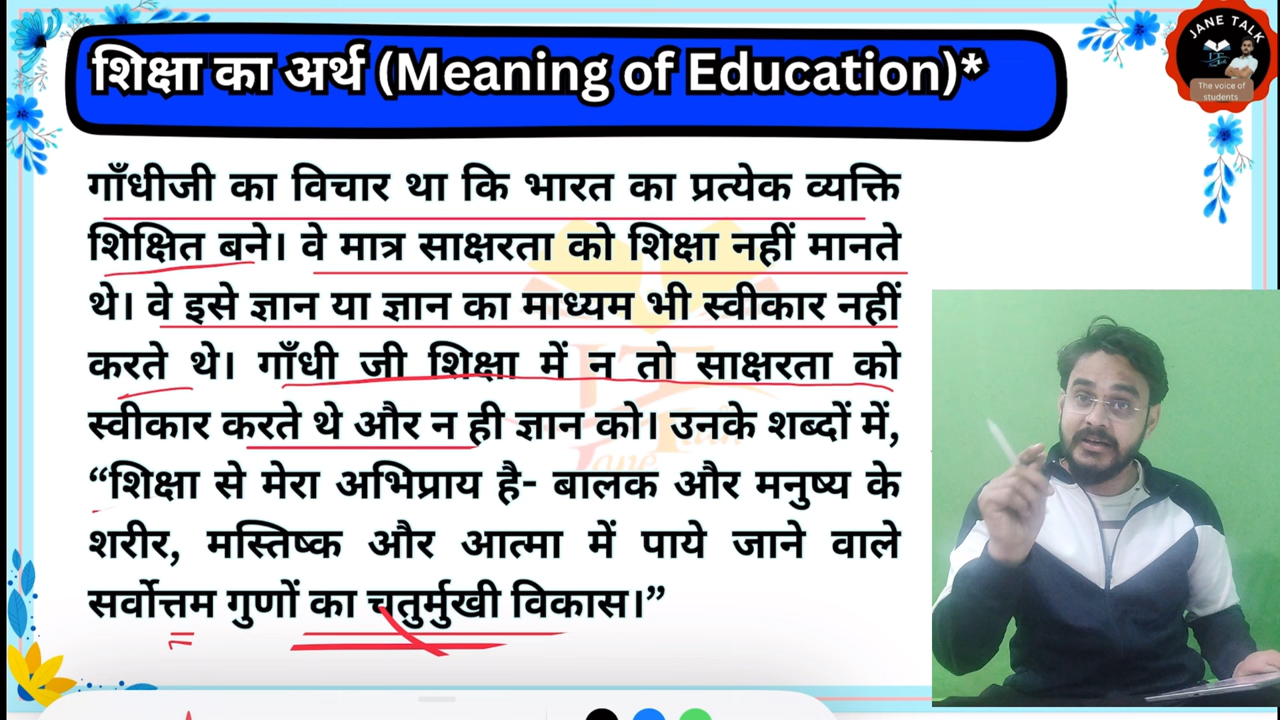 शिक्षा का अर्थ (Meaning of Education)*
JANE TALK
The voice of
students
गाँधीजी का विचार था कि भारत का प्रत्येक व्यक्ति
शिक्षित बने। वे मात्र साक्षरता को शिक्षा नहीं मानते
थे। वे इसे ज्ञान या ज्ञान का माध्यम भी स्वीकार नहीं
करते थे। गाँधी जी शिक्षा में न तो साक्षरता को
स्वीकार करते थे और न ही ज्ञान को। उनके शब्दों में,
“शिक्षा से मेरा अभिप्राय है- बालक और मनुष्य के
शरीर, मस्तिष्क और आत्मा में पाये जाने वाले
सर्वोत्तम गुणों का चतुर्मुखी विकास।”